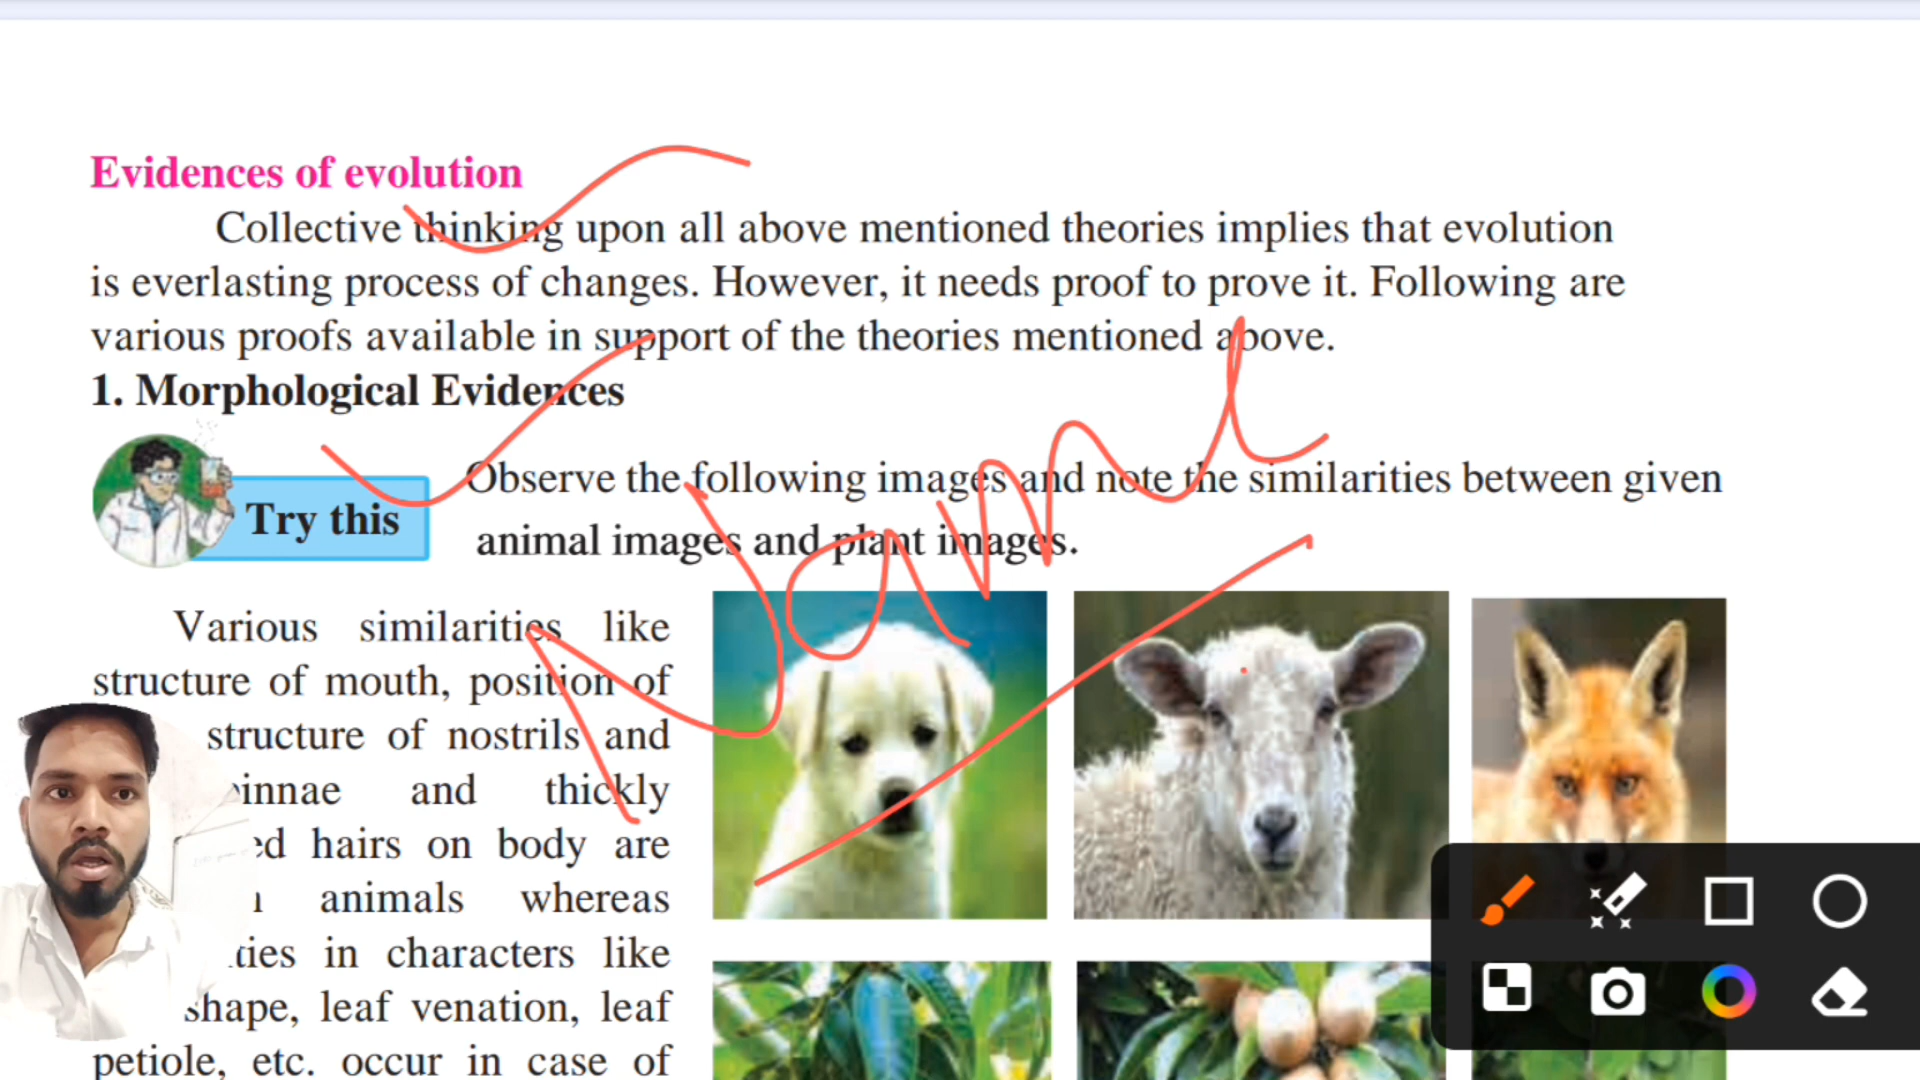 Evidences of evolution
Collective thinking upon all above mentioned theories implies that evolution
is everlasting process of changes. However, it needs proof to prove it. Following are
various proofs available in support of the theories mentioned above.
1. Morphological Evidences
Try this
Observe the following images and note the similarities between given
animal images and plant images.
Various similarities like
structure of mouth, position of
structure of nostrils and
innae and thickly
ed hairs on body are
animals whereas
ties in characters like
shape, leaf venation, leaf
petiole, etc. occur in case of